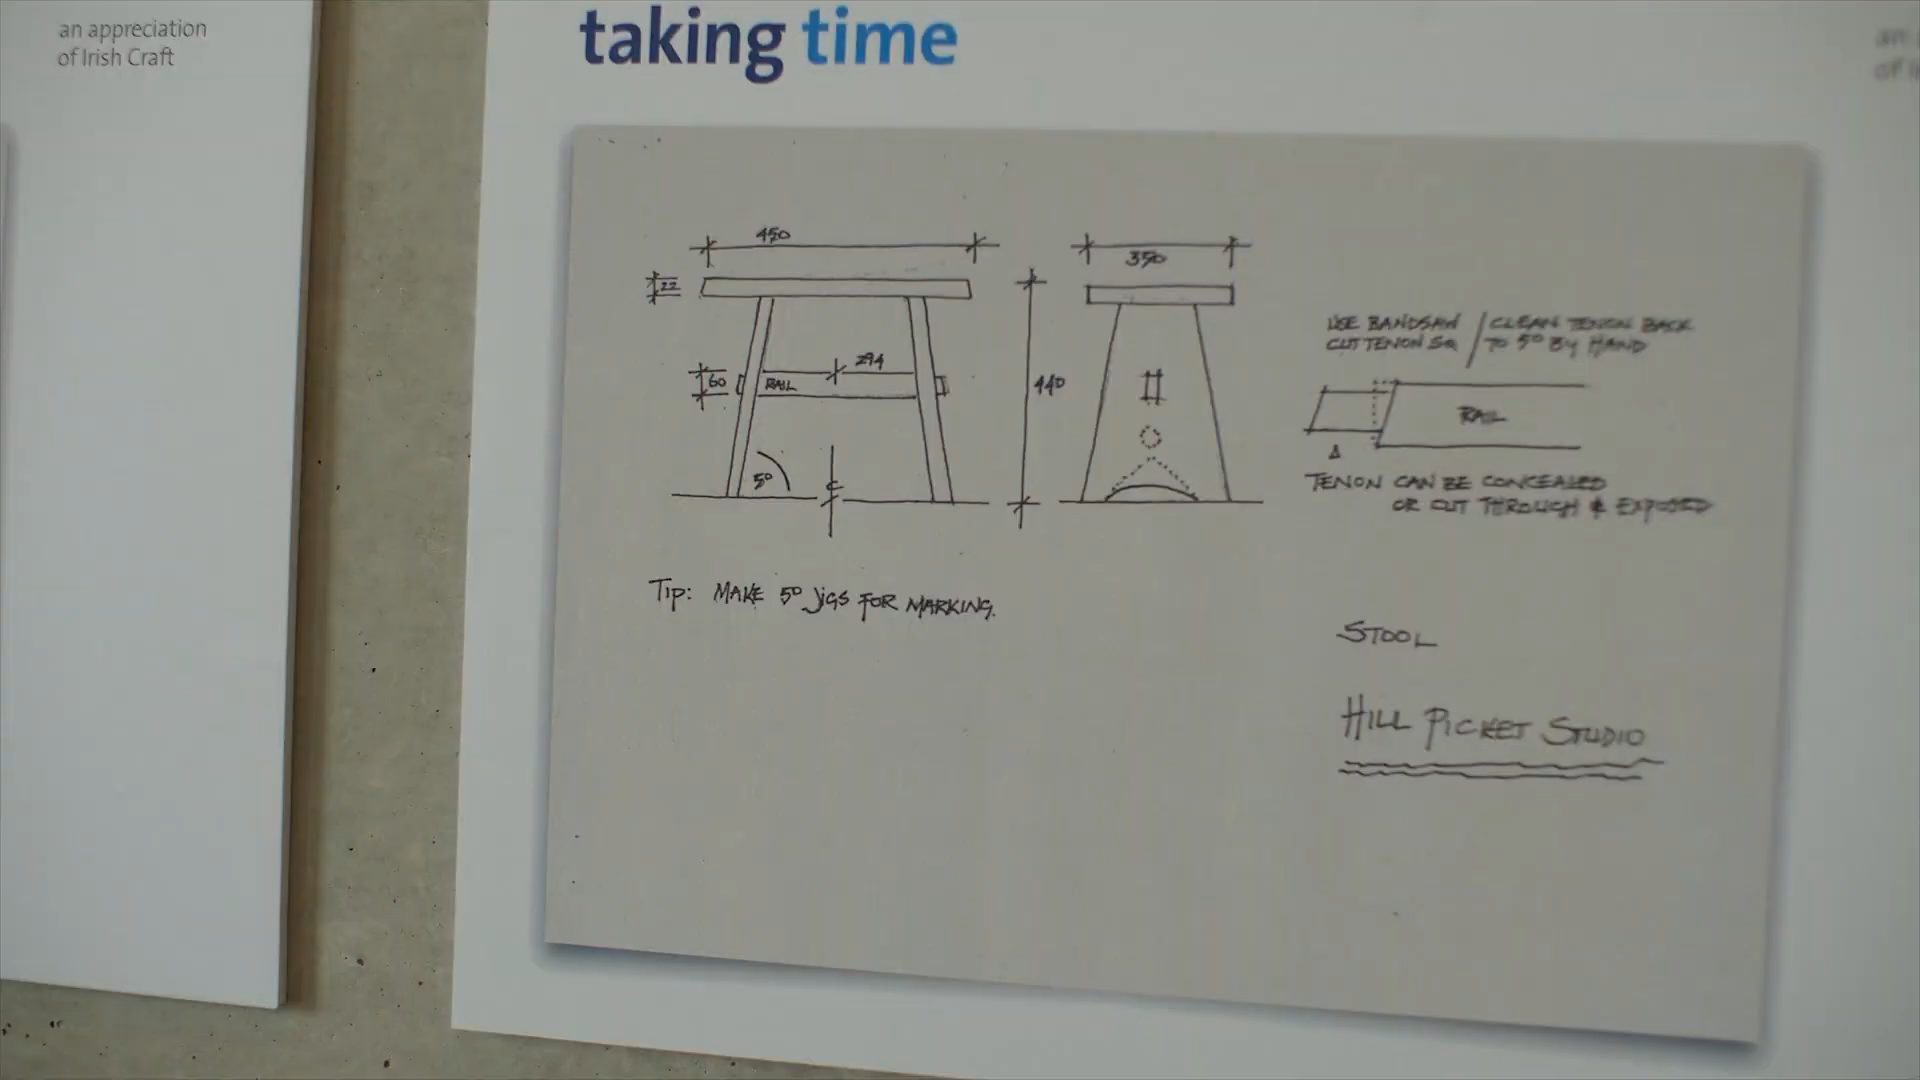 an appreciation
of Irish Craft
taking time
450
22
294
60
RAIL
5°
440
350
USE BANDSAW / CLEAN TENON BACK
CUT TENON SQ / TO 5° BY HAND
RAIL
TENON CAN BE CONCEALED
OR CUT THROUGH & EXPOSED
Tip: MAKE 5° JIGS FOR MARKING.
STOOL
HILL PICKET STUDIO